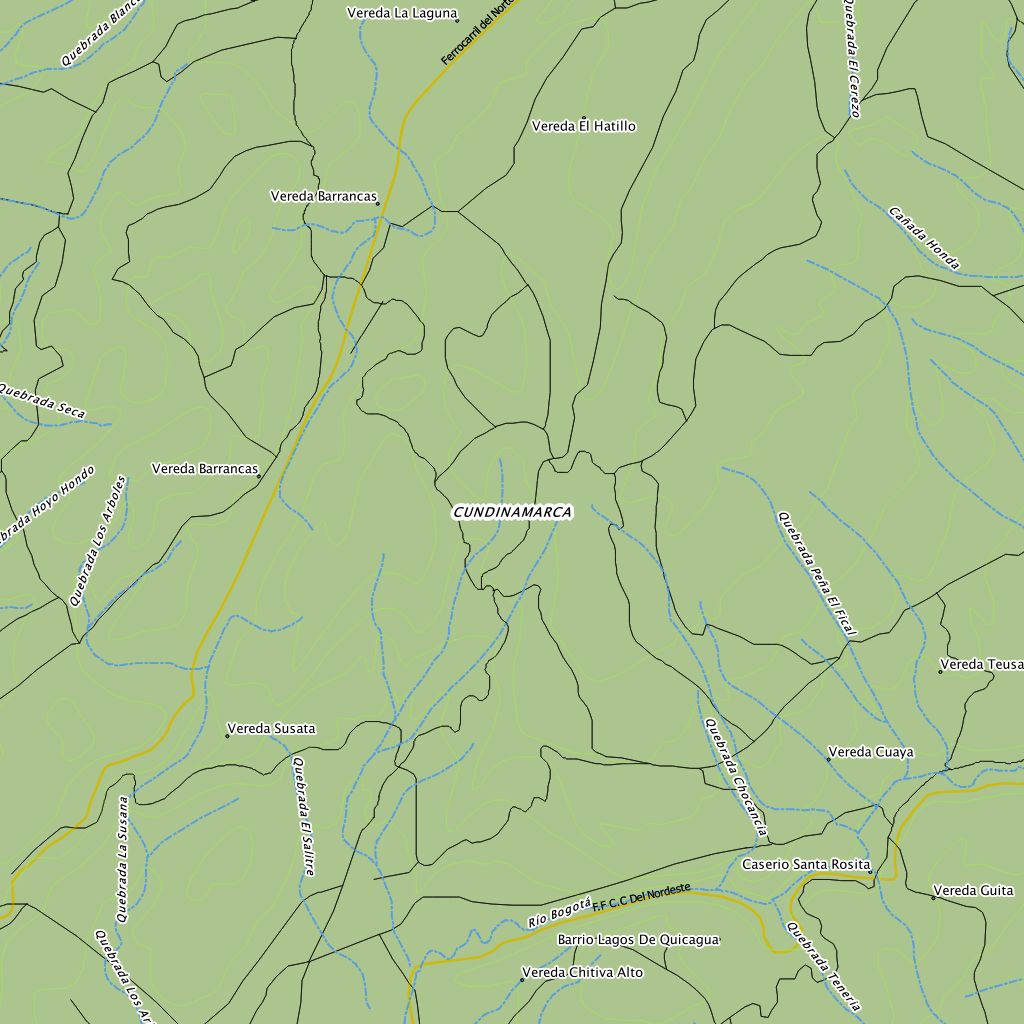 Quebrada
Vereda La Laguna
Ferrocarril del
Quebrada El Cerezo
Vereda El Hatillo
Vereda Barrancas
Cañada Honda
Quebrada Seca
Vereda Barrancas
Hoyo Hondo
Quebrada Los Arboles
CUNDINAMARCA
Quebrada Peña El Fical
Vereda
Vereda Susata
Vereda Cuaya
Quebrada Chocancia
Quebrada El Salitre
Quebrada La Susana
Caserio Santa Rosita
Vereda Guita
F.F C.C Del Nordeste
Río Bogotá
Barrio Lagos De Quicagua
Quebrada Los
Quebrada Teneria
Vereda Chitiva Alto